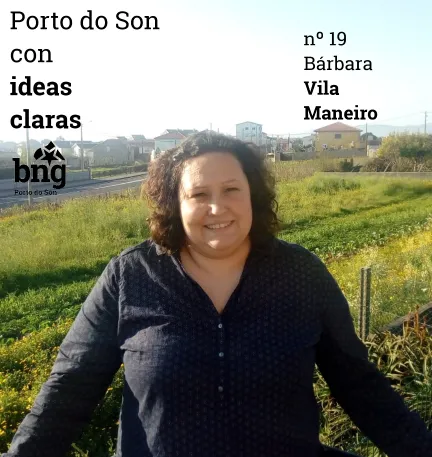 Porto do Son
con
ideas
claras
bng
Porto do Son
nº 19
Bárbara
Vila
Maneiro